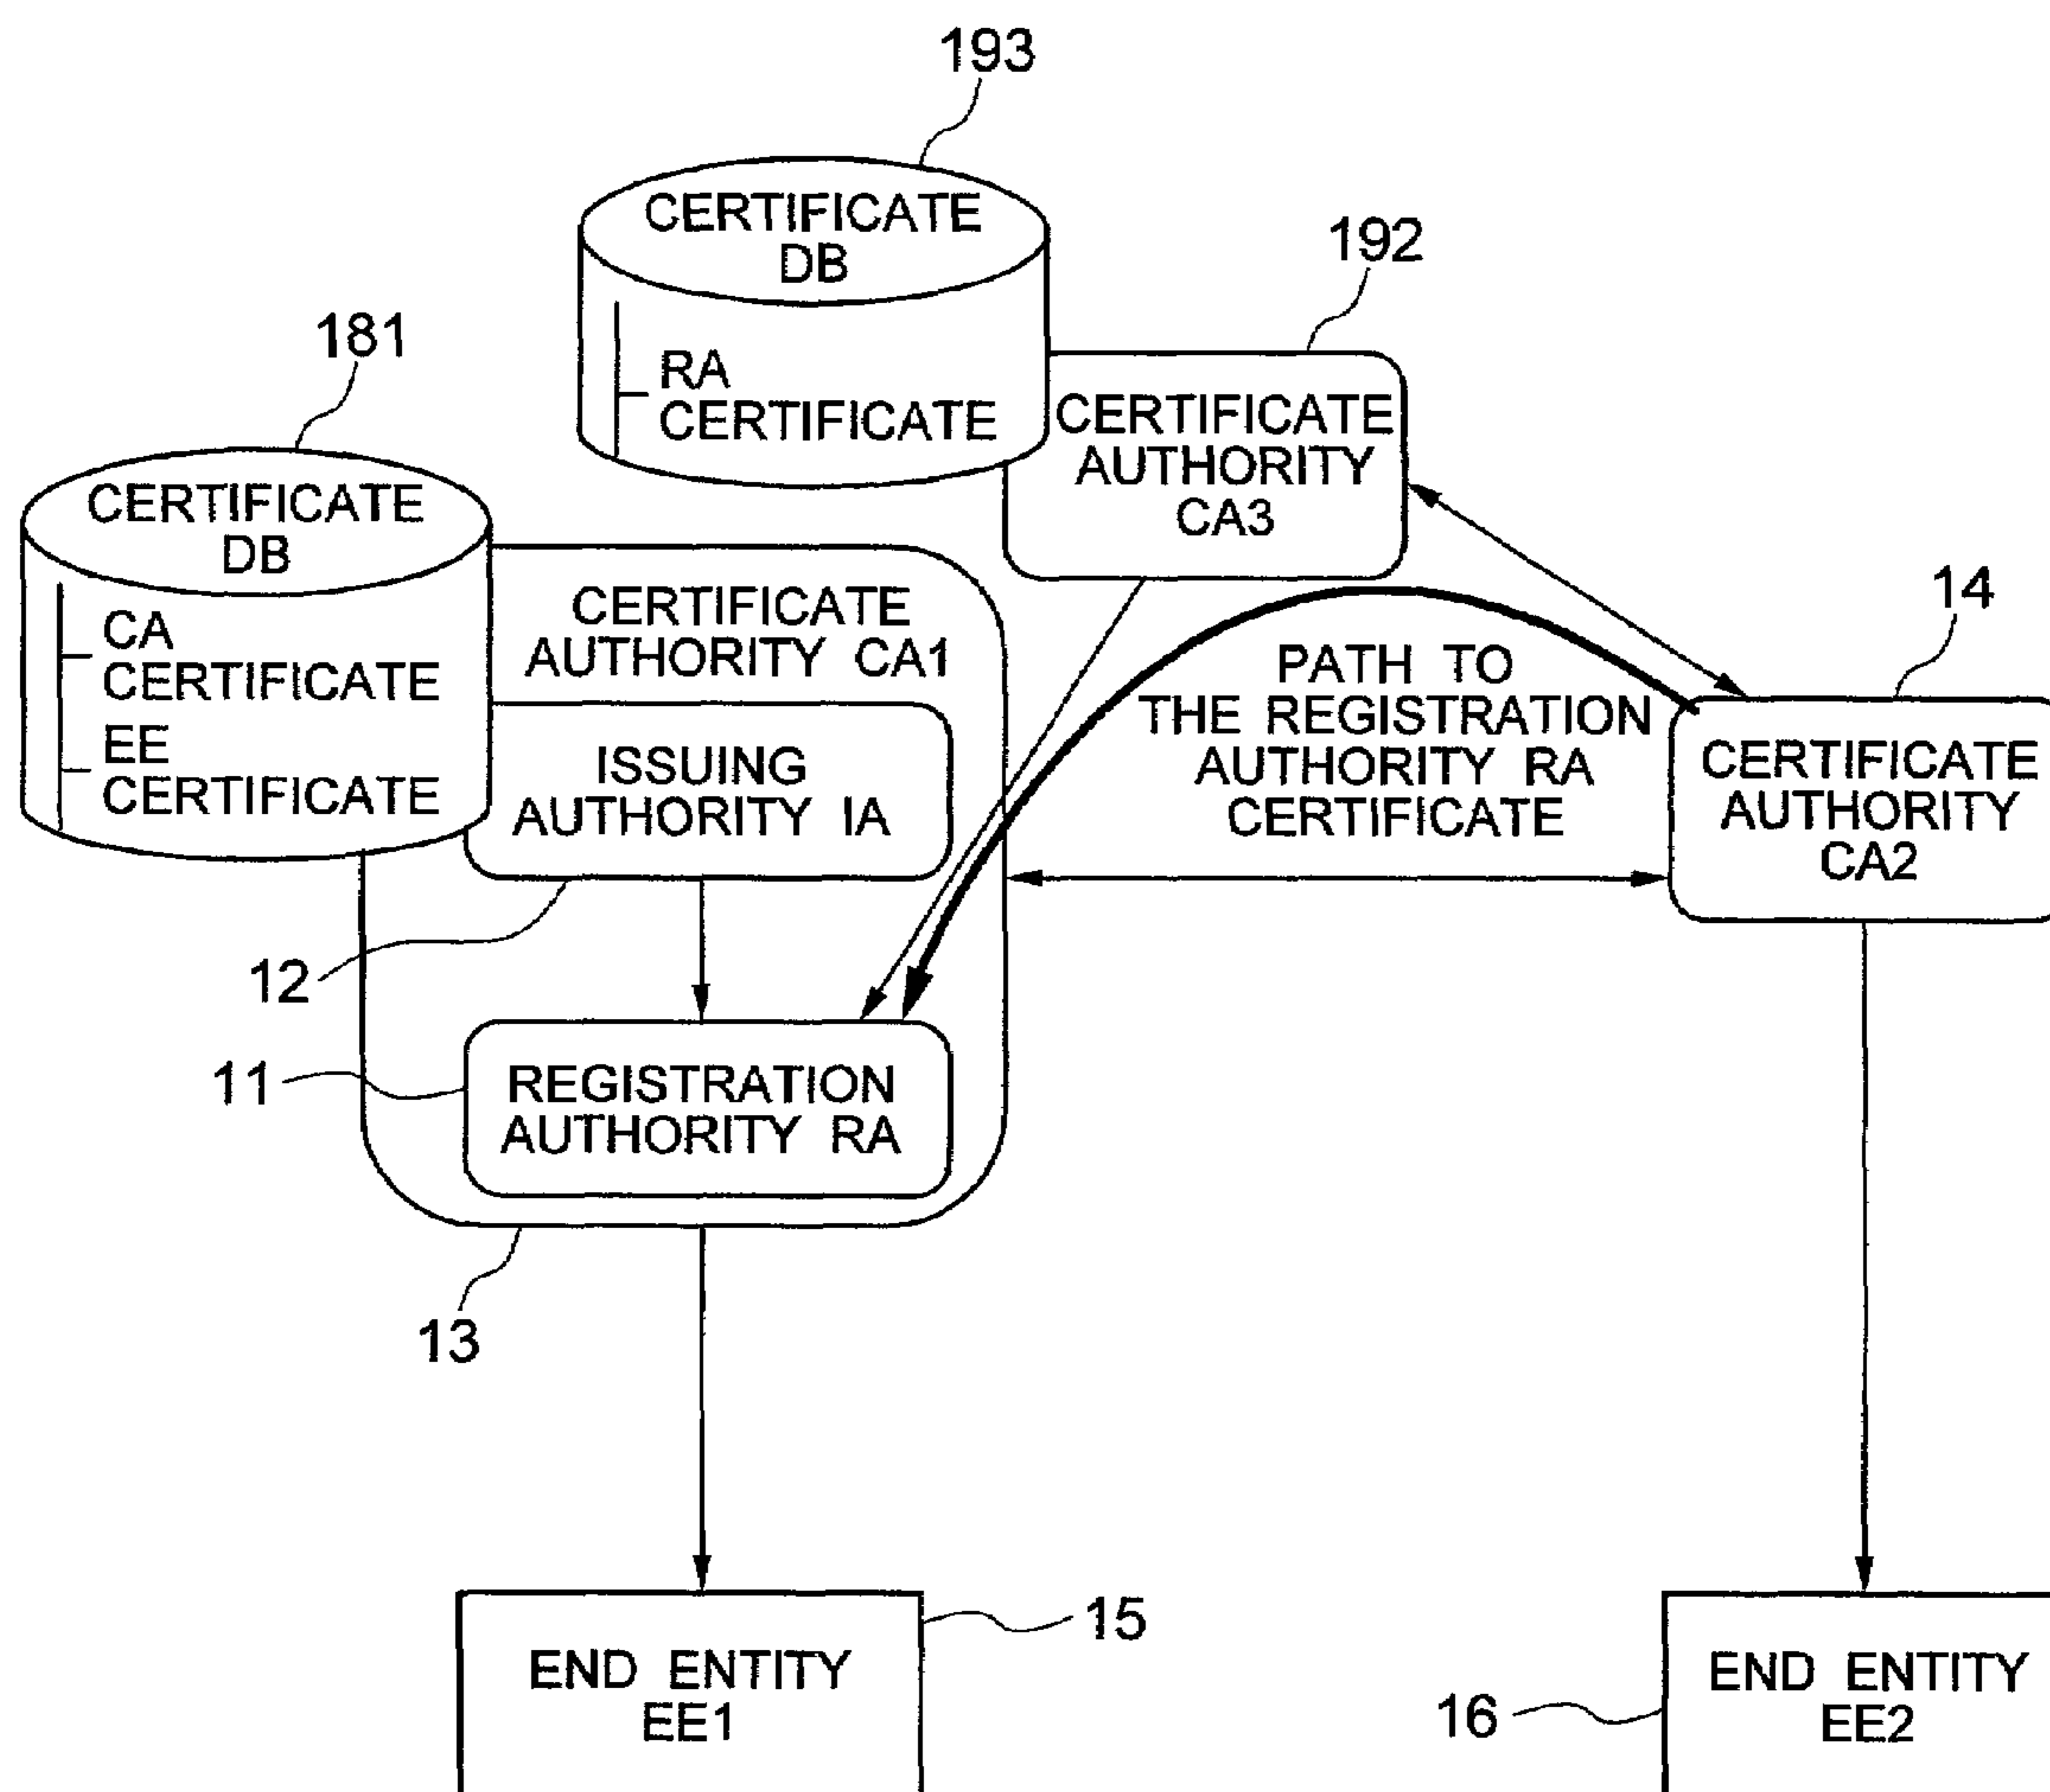 193
CERTIFICATE
DB
RA
CERTIFICATE
192
CERTIFICATE
AUTHORITY
CA3
181
CERTIFICATE
DB
CA
CERTIFICATE
EE
CERTIFICATE
CERTIFICATE
AUTHORITY CA1
ISSUING
AUTHORITY IA
12
11
REGISTRATION
AUTHORITY RA
13
PATH TO
THE REGISTRATION
AUTHORITY RA
CERTIFICATE
14
CERTIFICATE
AUTHORITY
CA2
15
END ENTITY
EE1
16
END ENTITY
EE2